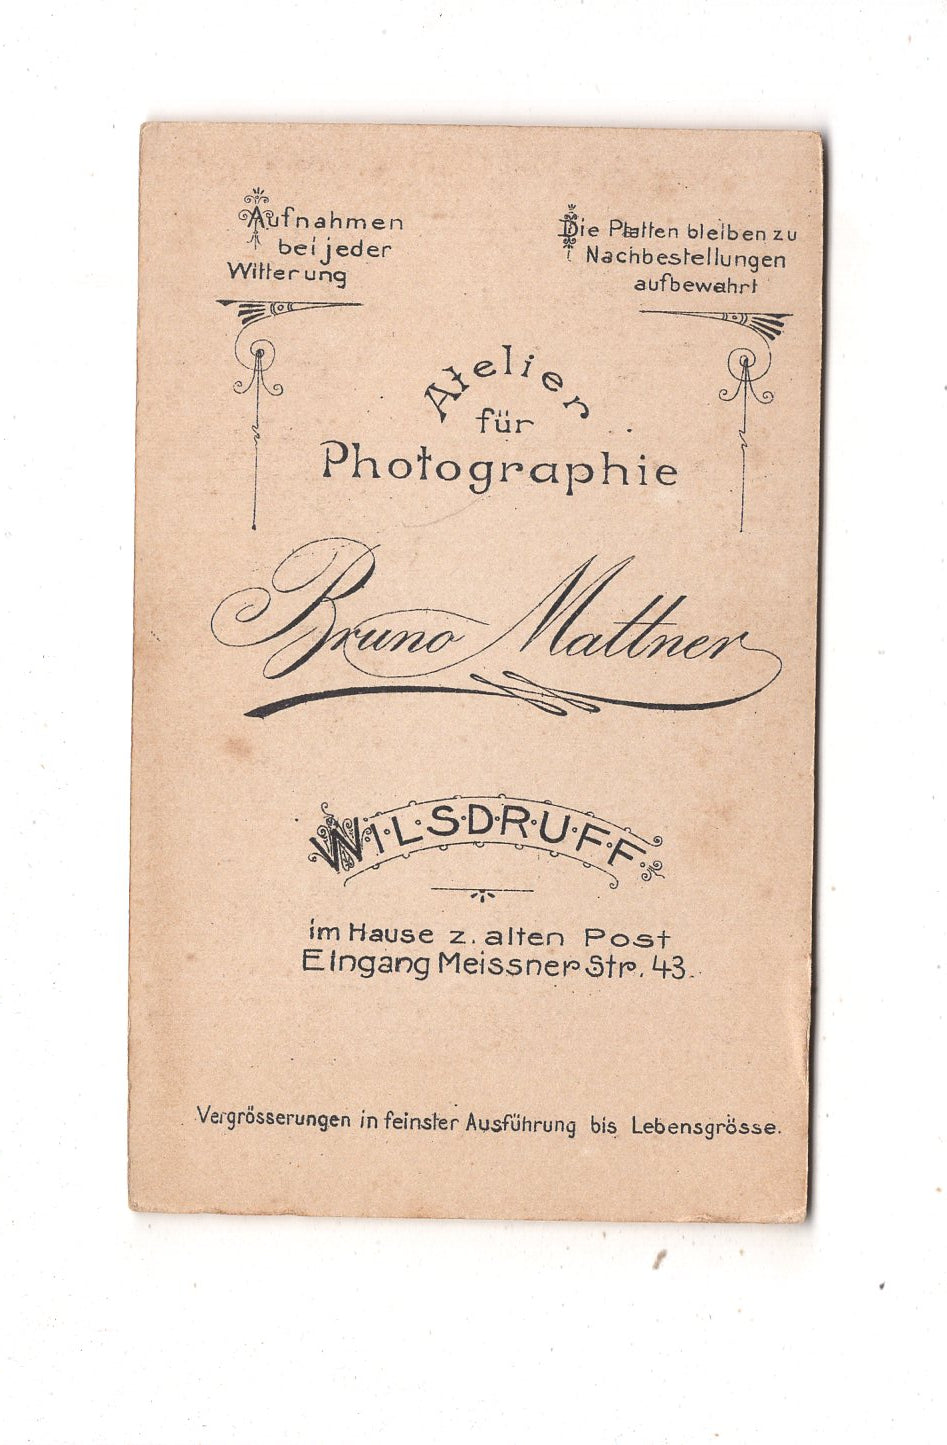 Aufnahmen
bei jeder
Witterung
Die Platten bleiben zu
Nachbestellungen
aufbewahrt
Atelier
für
Photographie
Bruno Mattner
W·I·L·S·D·R·U·F·F·
im Hause z. alten Post
Eingang Meissner Str. 43.
Vergrösserungen in feinster Ausführung bis Lebensgrösse.